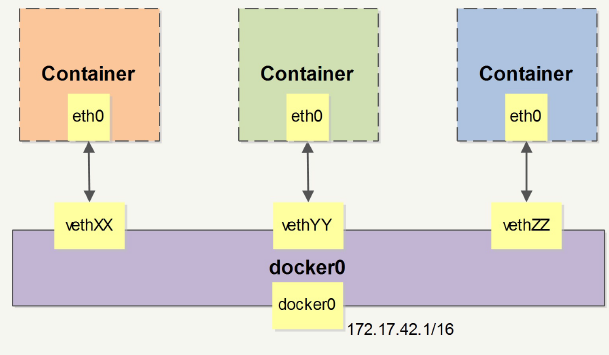 Container
Container
Container
eth0
eth0
eth0
vethXX
vethYY
vethZZ
docker0
docker0
172.17.42.1/16